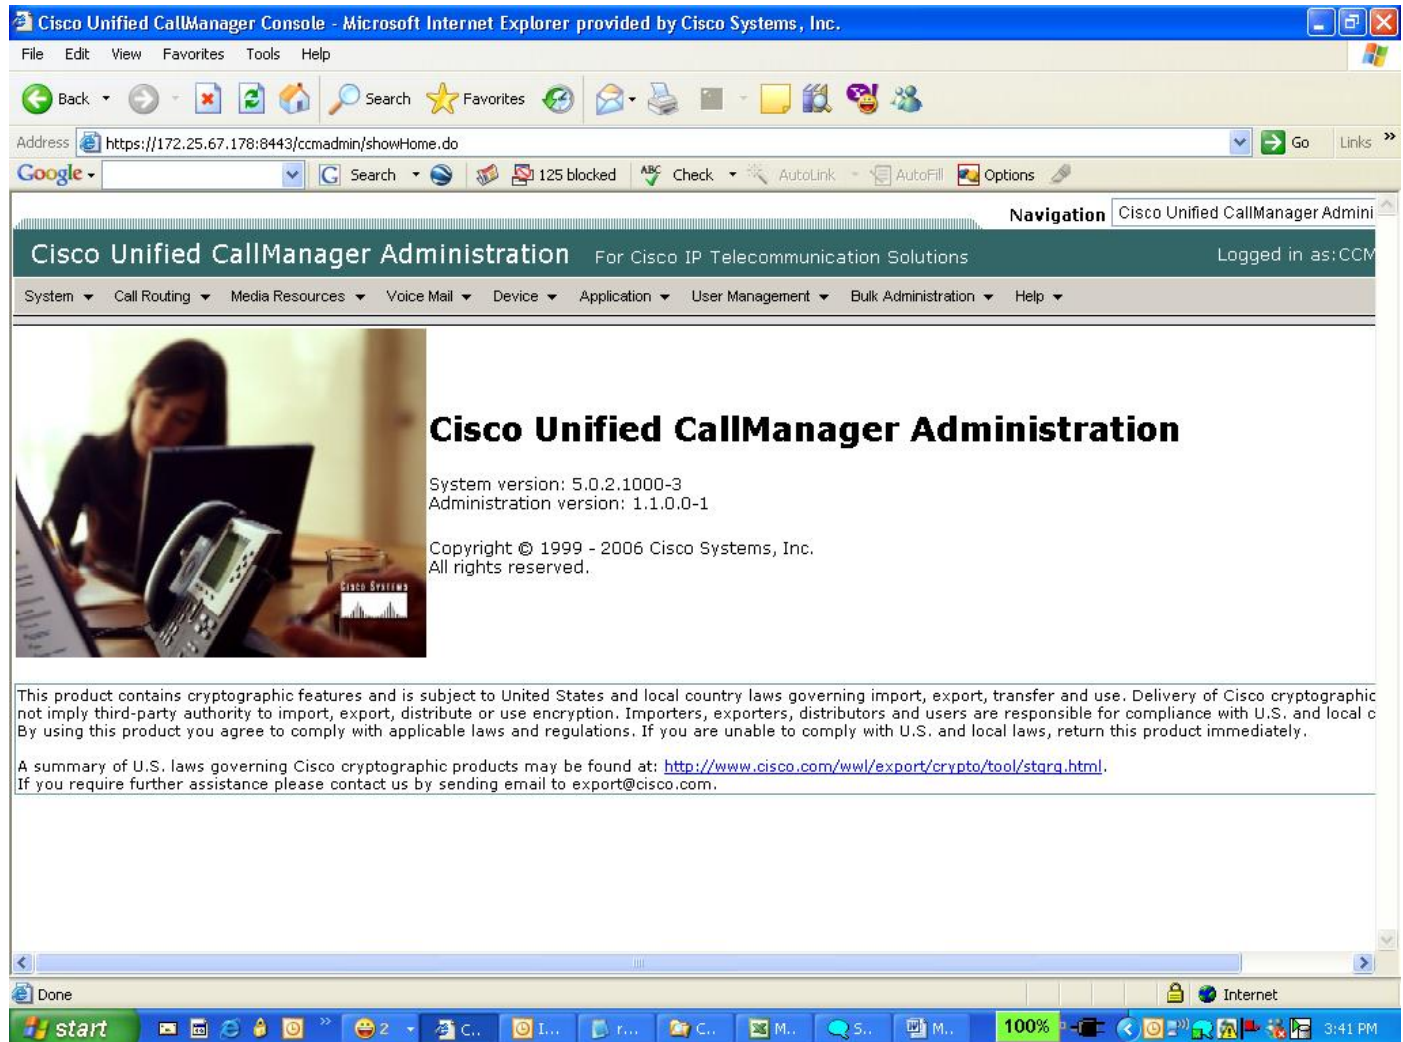 Cisco Unified CallManager Console - Microsoft Internet Explorer provided by Cisco Systems, Inc.
File Edit View Favorites Tools Help
Back Search Favorites
Address https://172.25.67.178:8443/ccmadmin/showHome.do Go Links »
Google Search 125 blocked ABC Check AutoLink AutoFill Options
Navigation Cisco Unified CallManager Admini
Cisco Unified CallManager Administration For Cisco IP Telecommunication Solutions Logged in as:CCM
System Call Routing Media Resources Voice Mail Device Application User Management Bulk Administration Help
Cisco Unified CallManager Administration
System version: 5.0.2.1000-3
Administration version: 1.1.0.0-1
Copyright © 1999 - 2006 Cisco Systems, Inc.
All rights reserved.
Cisco Systems
This product contains cryptographic features and is subject to United States and local country laws governing import, export, transfer and use. Delivery of Cisco cryptographic
not imply third-party authority to import, export, distribute or use encryption. Importers, exporters, distributors and users are responsible for compliance with U.S. and local c
By using this product you agree to comply with applicable laws and regulations. If you are unable to comply with U.S. and local laws, return this product immediately.
A summary of U.S. laws governing Cisco cryptographic products may be found at: http://www.cisco.com/wwl/export/crypto/tool/stqrg.html.
If you require further assistance please contact us by sending email to export@cisco.com.
Done Internet
start » 2 C.. I... r... C.. M.. S.. M.. 100% 3:41 PM